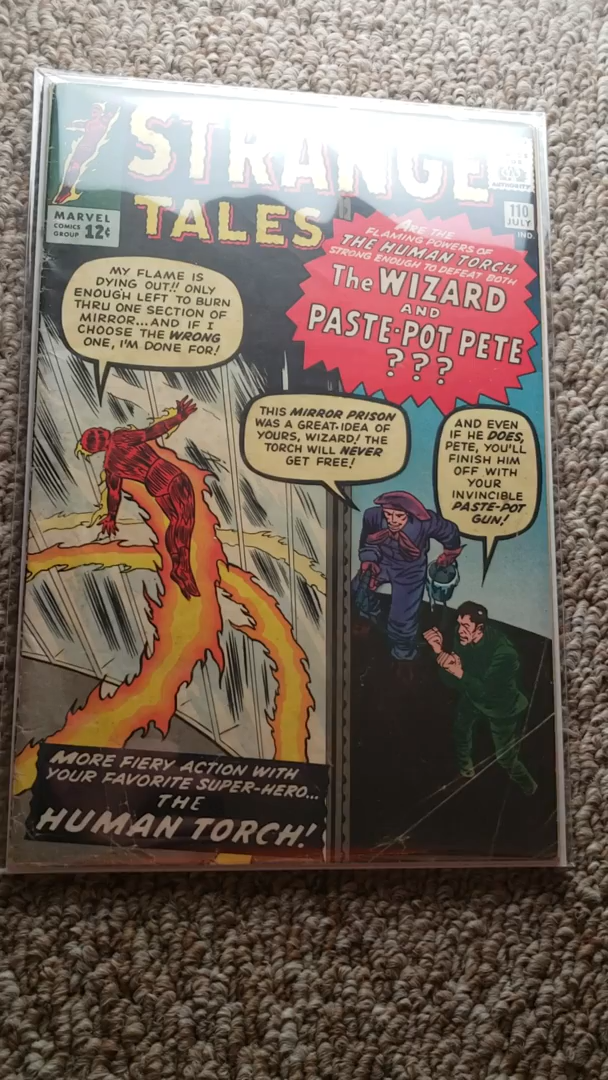 STRANGE
TALES
MARVEL
COMICS
GROUP 12¢
AUTHORITY
110
JULY
IND.
ARE THE
FLAMING POWERS OF
THE HUMAN TORCH
STRONG ENOUGH TO DEFEAT BOTH
The WIZARD
AND
PASTE-POT PETE
???
MY FLAME IS
DYING OUT!! ONLY
ENOUGH LEFT TO BURN
THRU ONE SECTION OF
MIRROR...AND IF I
CHOOSE THE WRONG
ONE, I'M DONE FOR!
THIS MIRROR PRISON
WAS A GREAT IDEA OF
YOURS, WIZARD! THE
TORCH WILL NEVER
GET FREE!
AND EVEN
IF HE DOES,
PETE, YOU'LL
FINISH HIM
OFF WITH
YOUR
INVINCIBLE
PASTE-POT
GUN!
MORE FIERY ACTION WITH
YOUR FAVORITE SUPER-HERO...
THE
HUMAN TORCH!